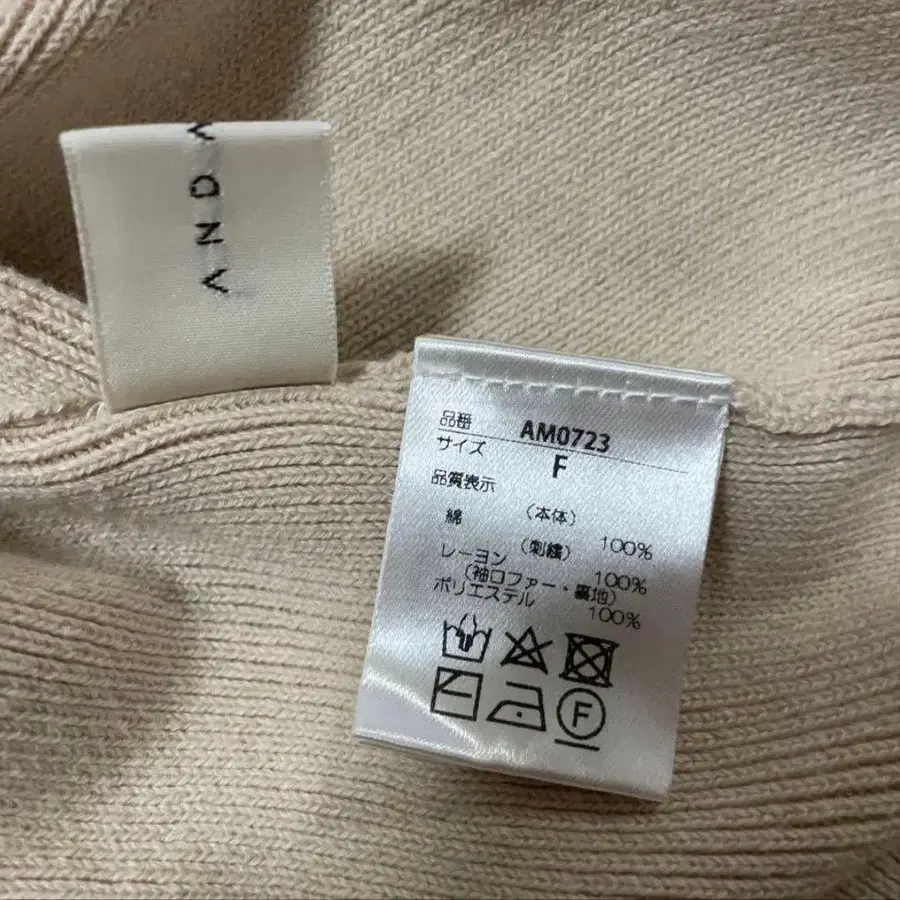 品番 AM0723
サイズ F
品質表示
(本体)
綿 100%
(刺繍)
レーヨン 100%
(袖口ファー・裏地)
ポリエステル 100%
F